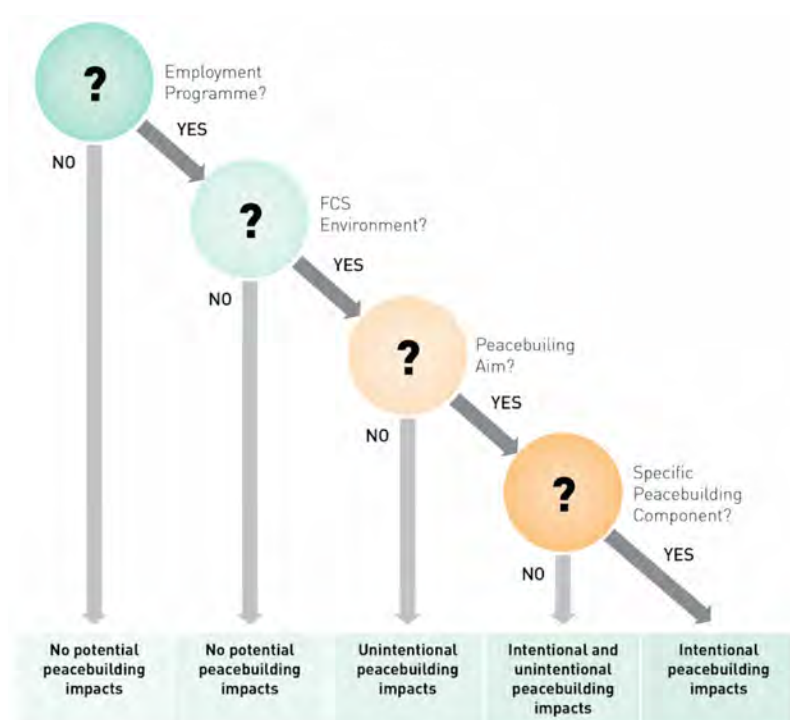 ?
Employment
Programme?
YES
NO
?
FCS
Environment?
YES
NO
?
Peacebuiling
Aim?
YES
NO
?
Specific
Peacebuilding
Component?
YES
NO
No potential
peacebuilding
impacts
No potential
peacebuilding
impacts
Unintentional
peacebuilding
impacts
Intentional and
unintentional
peacebuilding
impacts
Intentional
peacebuilding
impacts